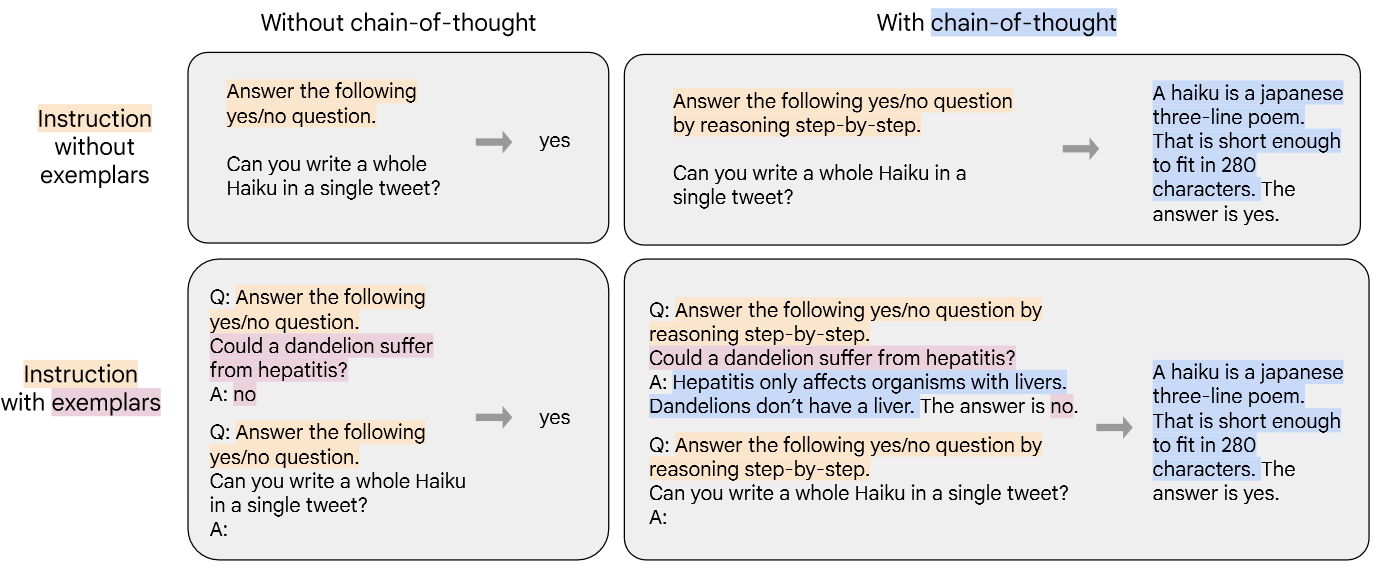 Without chain-of-thought
With chain-of-thought
Instruction
without
exemplars
Answer the following
yes/no question.
Can you write a whole
Haiku in a single tweet?
yes
Answer the following yes/no question
by reasoning step-by-step.
Can you write a whole Haiku in a
single tweet?
A haiku is a japanese
three-line poem.
That is short enough
to fit in 280
characters. The
answer is yes.
Instruction
with exemplars
Q: Answer the following
yes/no question.
Could a dandelion suffer
from hepatitis?
A: no
Q: Answer the following
yes/no question.
Can you write a whole Haiku
in a single tweet?
A:
yes
Q: Answer the following yes/no question by
reasoning step-by-step.
Could a dandelion suffer from hepatitis?
A: Hepatitis only affects organisms with livers.
Dandelions don’t have a liver. The answer is no.
Q: Answer the following yes/no question by
reasoning step-by-step.
Can you write a whole Haiku in a single tweet?
A:
A haiku is a japanese
three-line poem.
That is short enough
to fit in 280
characters. The
answer is yes.